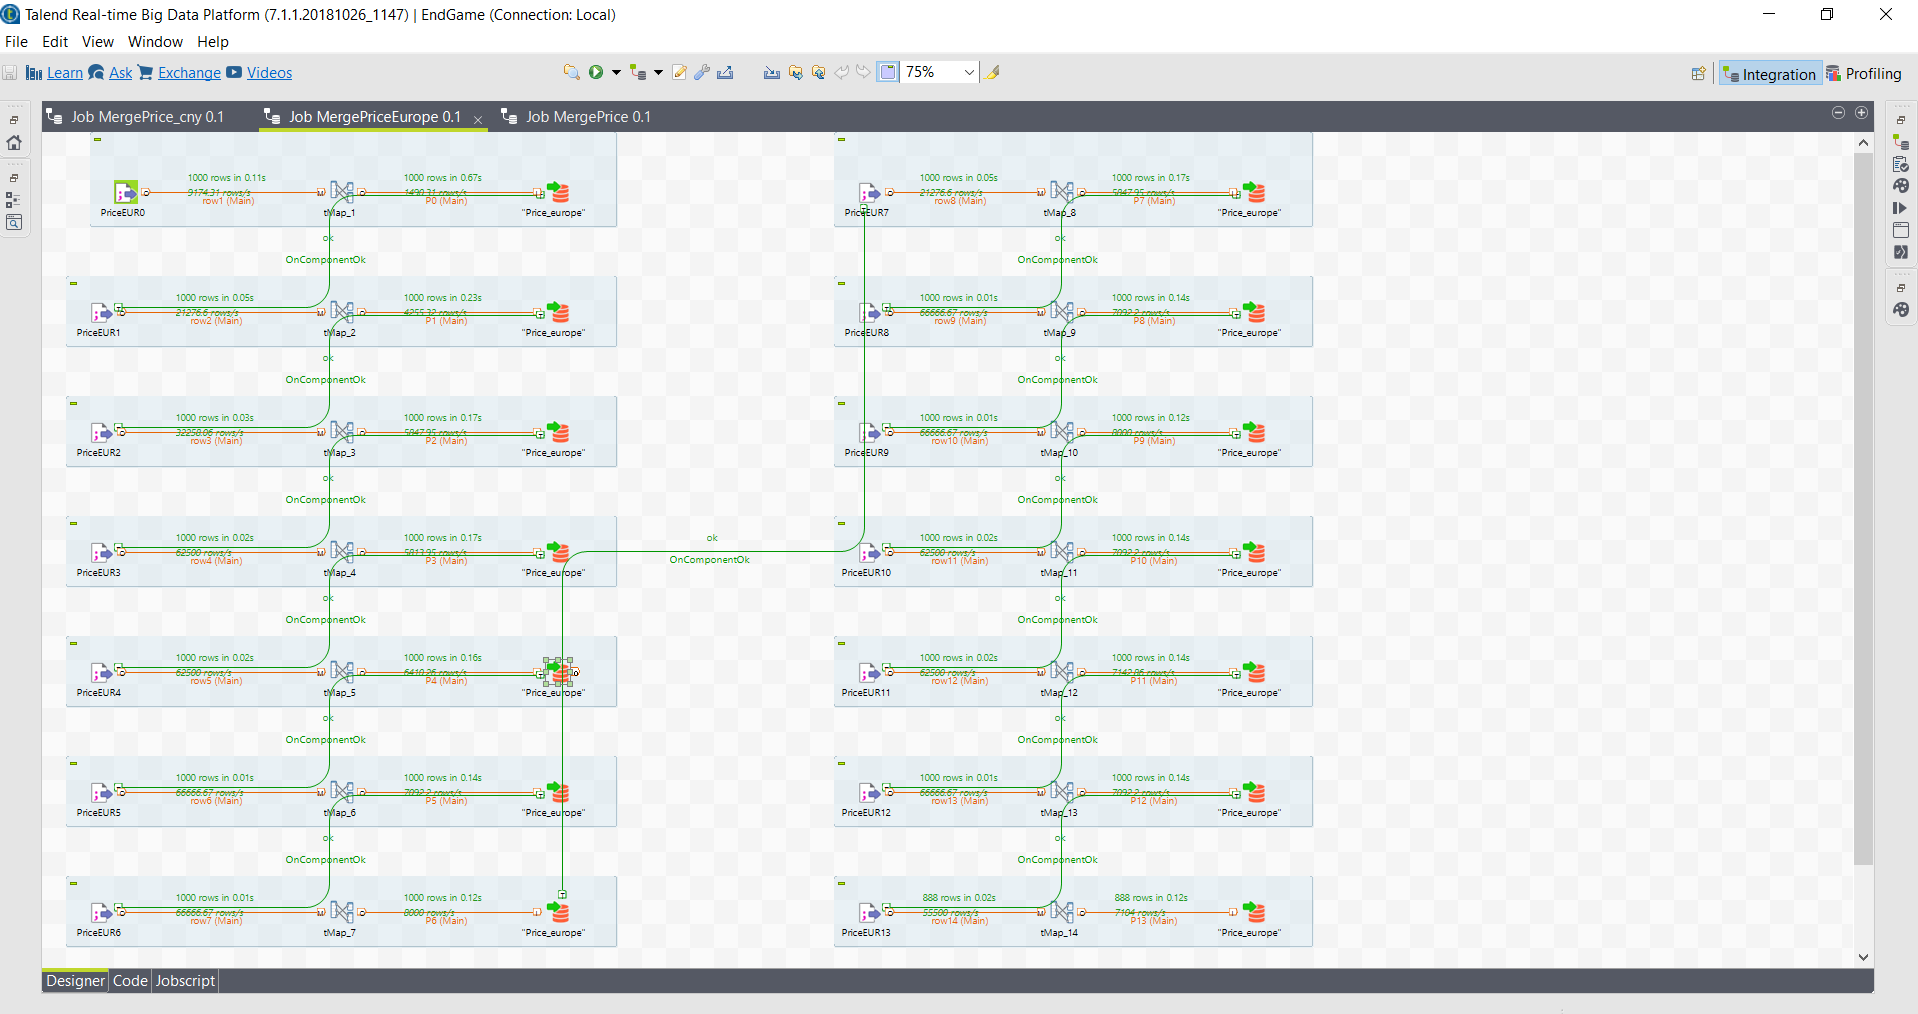 Talend Real-time Big Data Platform (7.1.1.20181026_1147) | EndGame (Connection: Local)
File Edit View Window Help
Learn Ask Exchange Videos 75% Integration Profiling
Job MergePrice_cny 0.1 Job MergePriceEurope 0.1 Job MergePrice 0.1
1000 rows in 0.11s 1000 rows in 0.67s 1000 rows in 0.05s 1000 rows in 0.17s
9174.31 rows/s 1490.31 rows/s 21276.6 rows/s 5847.95 rows/s
row1 (Main) P0 (Main) row8 (Main) P7 (Main)
PriceEUR0 tMap_1 "Price_europe" PriceEUR7 tMap_8 "Price_europe"
ok ok
OnComponentOk OnComponentOk
1000 rows in 0.05s 1000 rows in 0.23s 1000 rows in 0.01s 1000 rows in 0.14s
21276.6 rows/s 4255.32 rows/s 66666.67 rows/s 7092.2 rows/s
row2 (Main) P1 (Main) row9 (Main) P8 (Main)
PriceEUR1 tMap_2 "Price_europe" PriceEUR8 tMap_9 "Price_europe"
ok ok
OnComponentOk OnComponentOk
1000 rows in 0.03s 1000 rows in 0.17s 1000 rows in 0.01s 1000 rows in 0.12s
32258.06 rows/s 5847.95 rows/s 66666.67 rows/s 8000 rows/s
row3 (Main) P2 (Main) row10 (Main) P9 (Main)
PriceEUR2 tMap_3 "Price_europe" PriceEUR9 tMap_10 "Price_europe"
ok ok
OnComponentOk OnComponentOk
1000 rows in 0.02s 1000 rows in 0.17s ok 1000 rows in 0.02s 1000 rows in 0.14s
62500 rows/s 5813.95 rows/s OnComponentOk 62500 rows/s 7092.2 rows/s
row4 (Main) P3 (Main) row11 (Main) P10 (Main)
PriceEUR3 tMap_4 "Price_europe" PriceEUR10 tMap_11 "Price_europe"
ok ok
OnComponentOk OnComponentOk
1000 rows in 0.02s 1000 rows in 0.16s 1000 rows in 0.02s 1000 rows in 0.14s
62500 rows/s 6410.26 rows/s 62500 rows/s 7142.86 rows/s
row5 (Main) P4 (Main) row12 (Main) P11 (Main)
PriceEUR4 tMap_5 "Price_europe" PriceEUR11 tMap_12 "Price_europe"
ok ok
OnComponentOk OnComponentOk
1000 rows in 0.01s 1000 rows in 0.14s 1000 rows in 0.01s 1000 rows in 0.14s
66666.67 rows/s 7092.2 rows/s 66666.67 rows/s 7092.2 rows/s
row6 (Main) P5 (Main) row13 (Main) P12 (Main)
PriceEUR5 tMap_6 "Price_europe" PriceEUR12 tMap_13 "Price_europe"
ok ok
OnComponentOk OnComponentOk
1000 rows in 0.01s 1000 rows in 0.12s 888 rows in 0.02s 888 rows in 0.12s
66666.67 rows/s 8000 rows/s 55500 rows/s 7104 rows/s
row7 (Main) P6 (Main) row14 (Main) P13 (Main)
PriceEUR6 tMap_7 "Price_europe" PriceEUR13 tMap_14 "Price_europe"
Designer Code Jobscript